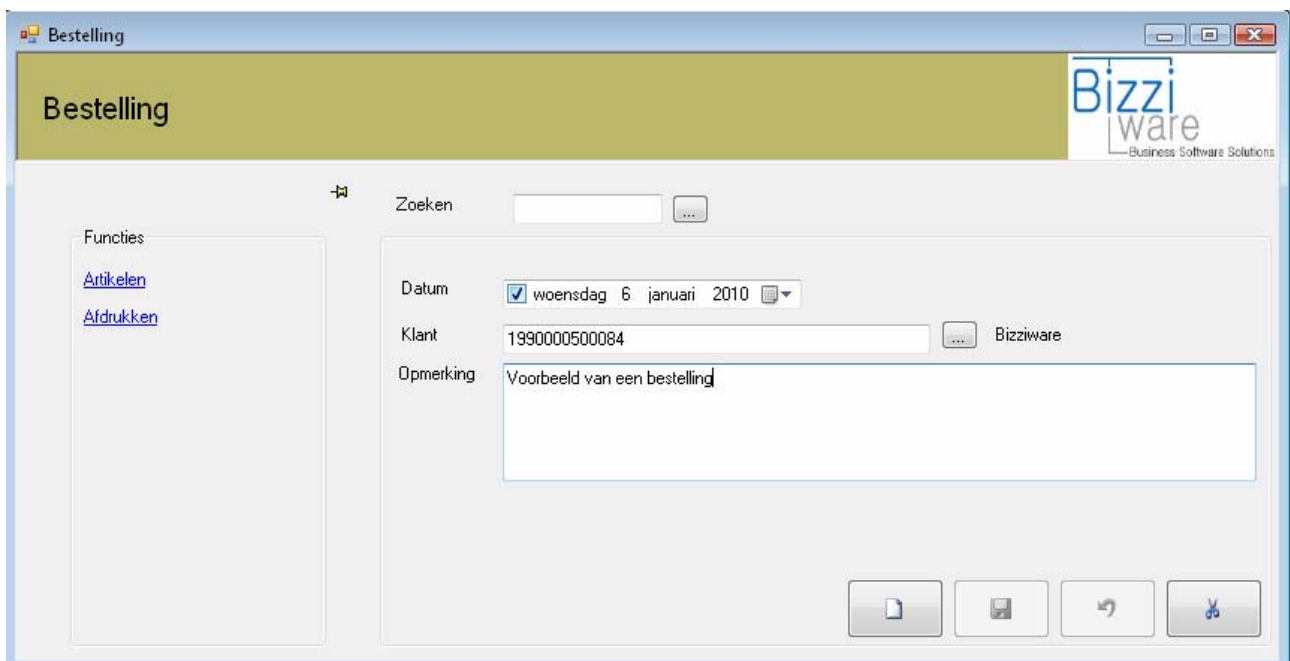 Bestelling
Bestelling
Bizzi
ware
Business Software Solutions
Zoeken
...
Functies
Artikelen
Afdrukken
Datum
woensdag 6 januari 2010
Klant
1990000500084
...
Bizziware
Opmerking
Voorbeeld van een bestelling